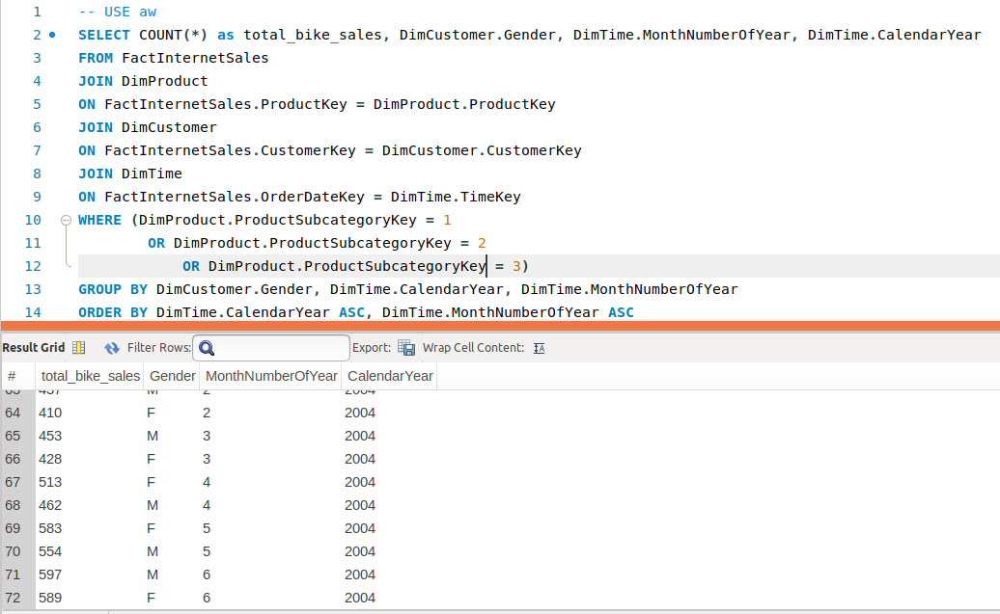 1 -- USE aw
2 SELECT COUNT(*) as total_bike_sales, DimCustomer.Gender, DimTime.MonthNumberOfYear, DimTime.CalendarYear
3 FROM FactInternetSales
4 JOIN DimProduct
5 ON FactInternetSales.ProductKey = DimProduct.ProductKey
6 JOIN DimCustomer
7 ON FactInternetSales.CustomerKey = DimCustomer.CustomerKey
8 JOIN DimTime
9 ON FactInternetSales.OrderDateKey = DimTime.TimeKey
10 WHERE (DimProduct.ProductSubcategoryKey = 1
11 OR DimProduct.ProductSubcategoryKey = 2
12 OR DimProduct.ProductSubcategoryKey = 3)
13 GROUP BY DimCustomer.Gender, DimTime.CalendarYear, DimTime.MonthNumberOfYear
14 ORDER BY DimTime.CalendarYear ASC, DimTime.MonthNumberOfYear ASC
Result Grid Filter Rows: Export: Wrap Cell Content:
# total_bike_sales Gender MonthNumberOfYear CalendarYear
M 2 2004
64 410 F 2 2004
65 453 M 3 2004
66 428 F 3 2004
67 513 F 4 2004
68 462 M 4 2004
69 583 F 5 2004
70 554 M 5 2004
71 597 M 6 2004
72 589 F 6 2004